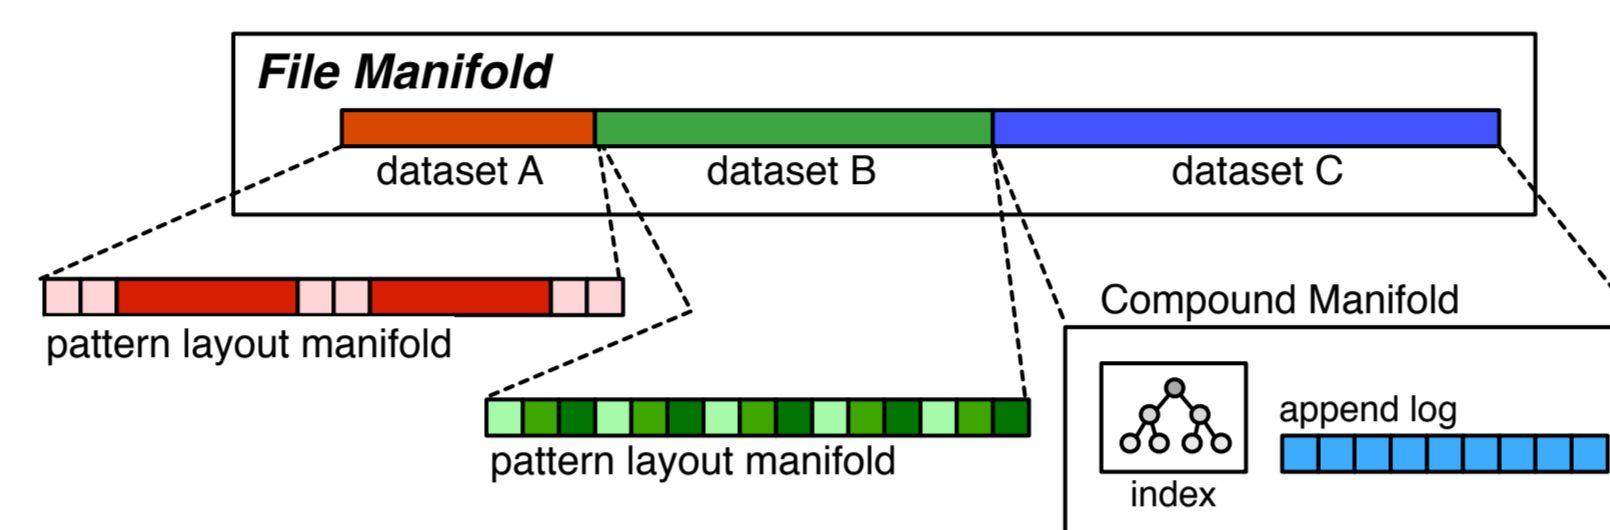 File Manifold
dataset A
dataset B
dataset C
pattern layout manifold
Compound Manifold
append log
pattern layout manifold
index